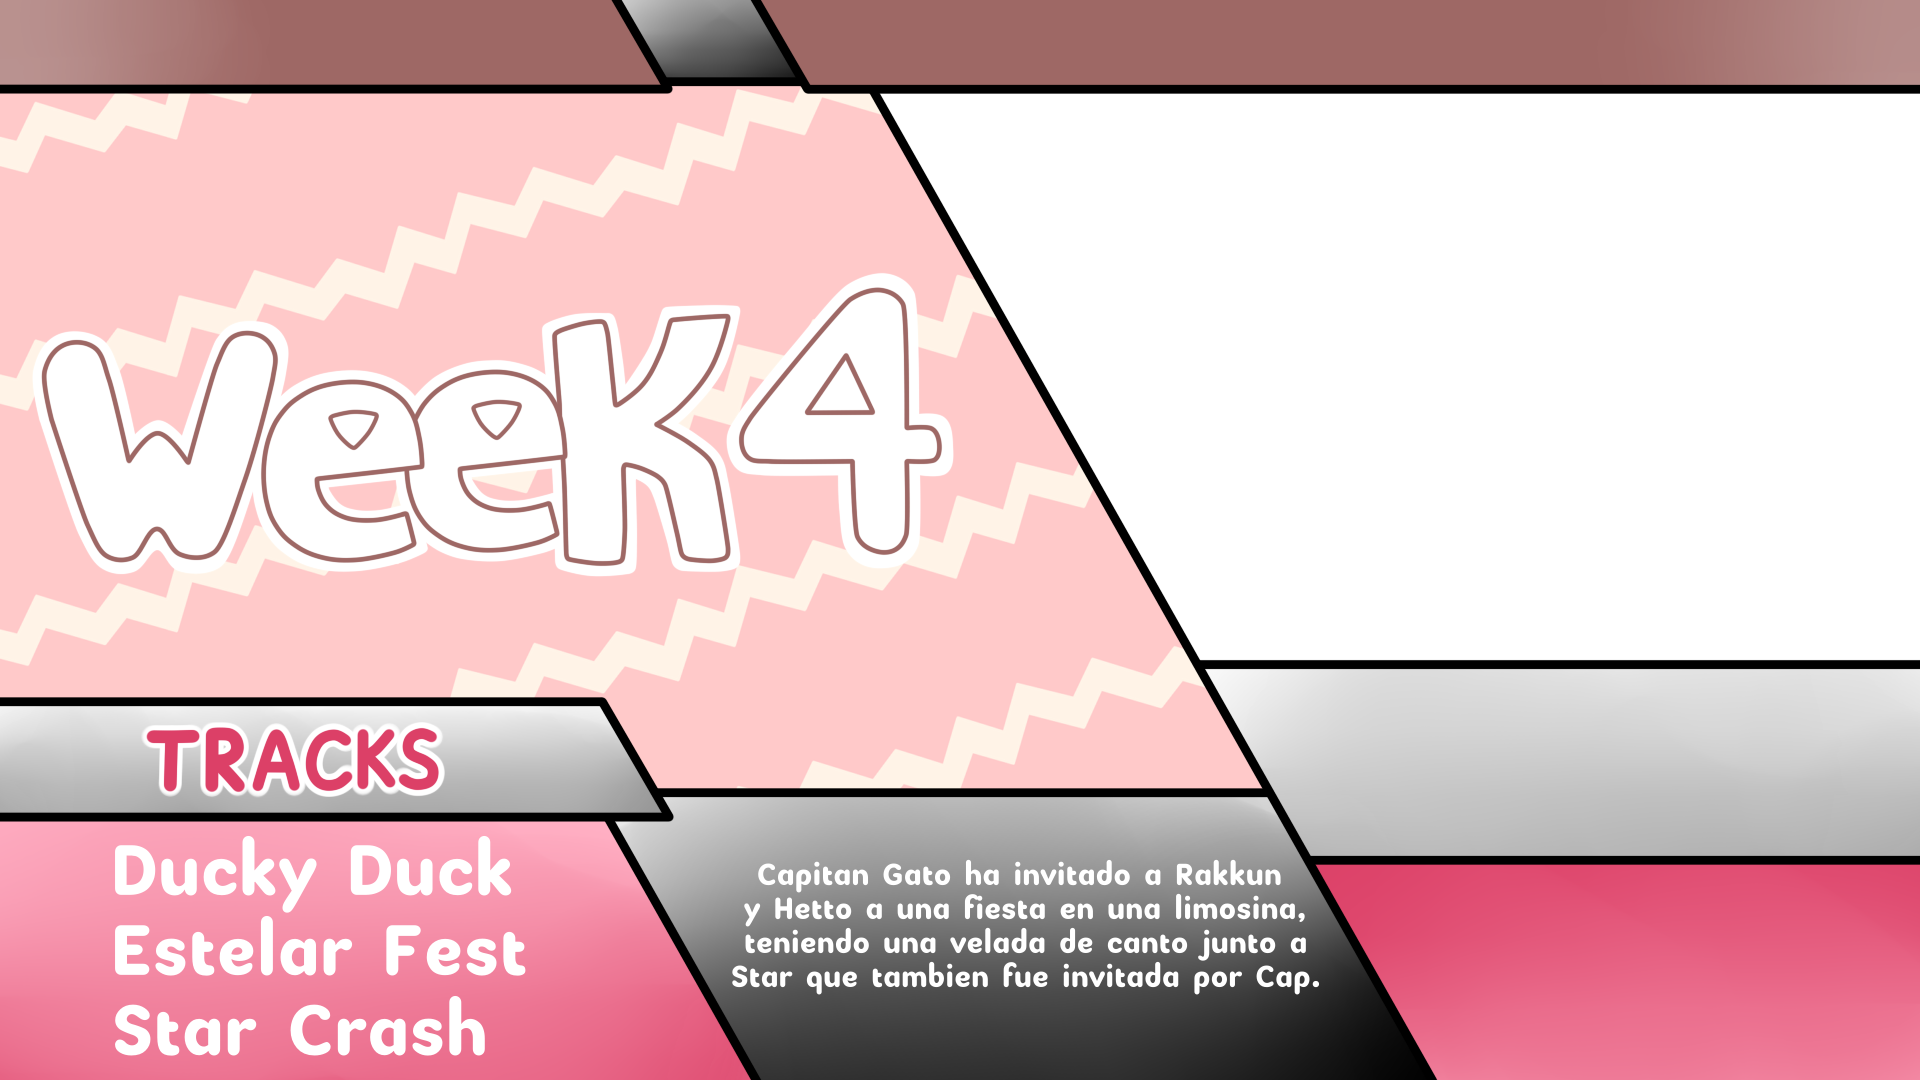 WeeK 4
TRACKS
Ducky Duck
Estelar Fest
Star Crash
Capitan Gato ha invitado a Rakkun
y Hetto a una fiesta en una limosina,
teniendo una velada de canto junto a
Star que tambien fue invitada por Cap.